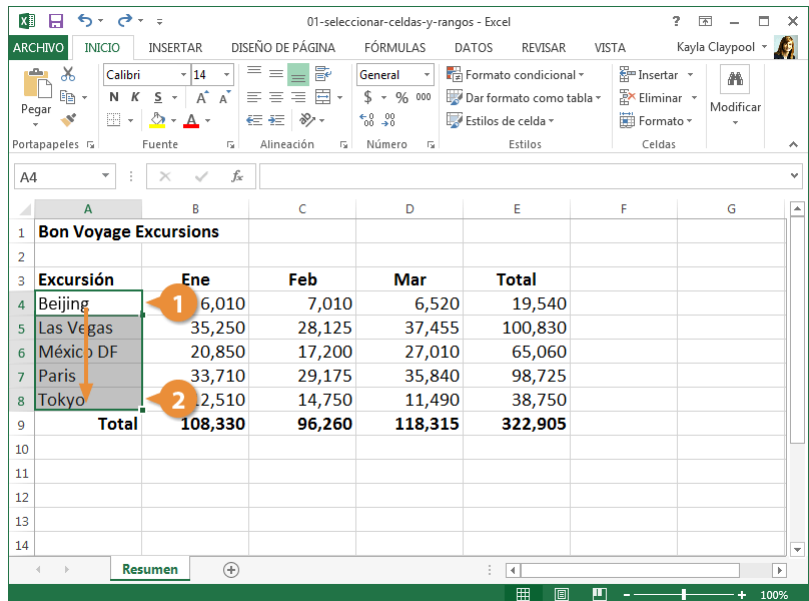 01-seleccionar-celdas-y-rangos - Excel ?
ARCHIVO INICIO INSERTAR DISEÑO DE PÁGINA FÓRMULAS DATOS REVISAR VISTA Kayla Claypool
Calibri 14 General Formato condicional Insertar
Pegar N K S A A $ % 000 Dar formato como tabla Eliminar Modificar
A Estilos de celda Formato
Portapapeles Fuente Alineación Número Estilos Celdas
A4 fx
A B C D E F G
1 Bon Voyage Excursions
2
3 Excursión Ene Feb Mar Total
4 Beijing 1 6,010 7,010 6,520 19,540
5 Las Vegas 35,250 28,125 37,455 100,830
6 México DF 20,850 17,200 27,010 65,060
7 Paris 33,710 29,175 35,840 98,725
8 Tokyo 2 2,510 14,750 11,490 38,750
9 Total 108,330 96,260 118,315 322,905
10
11
12
13
14
Resumen
100%